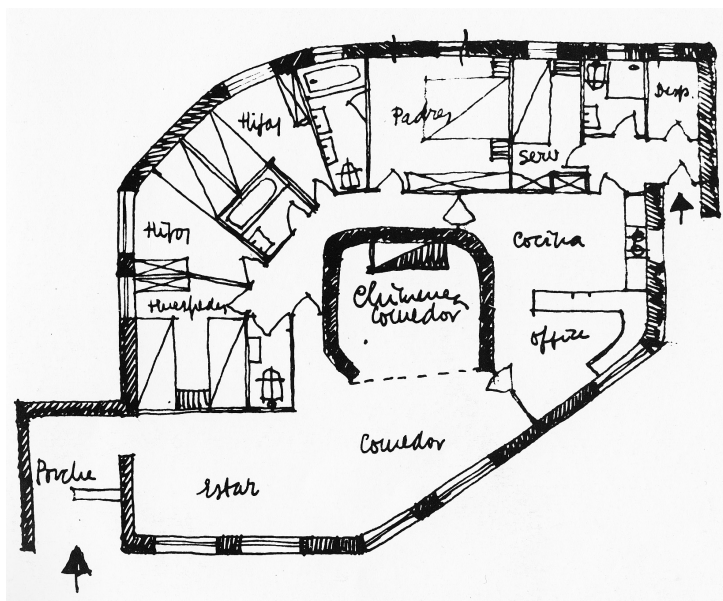 Hijos
Padres
Desp.
Serv
Hijos
Cocina
Huespedes
Chimenea
Comedor
Office
Comedor
Porche
Estar